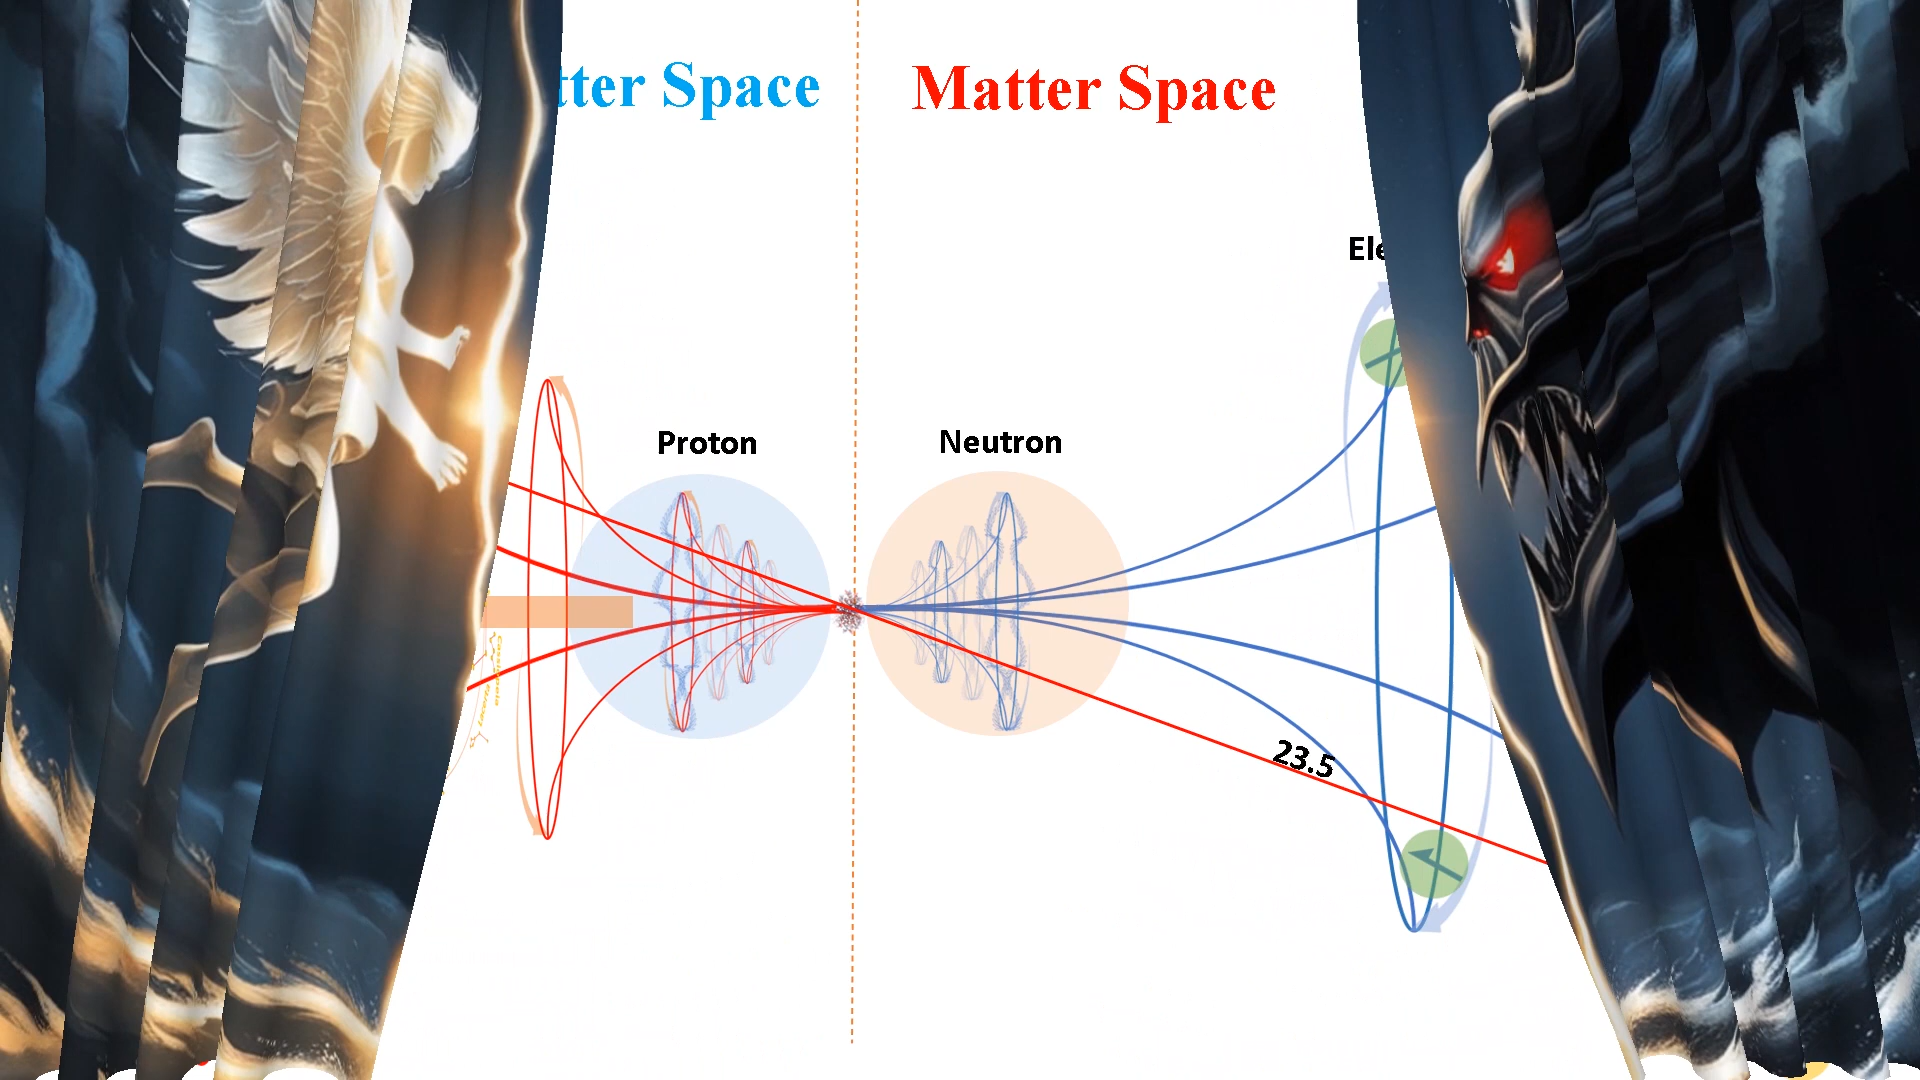 tter Space
Matter Space
Ele
Proton
Neutron
23.5